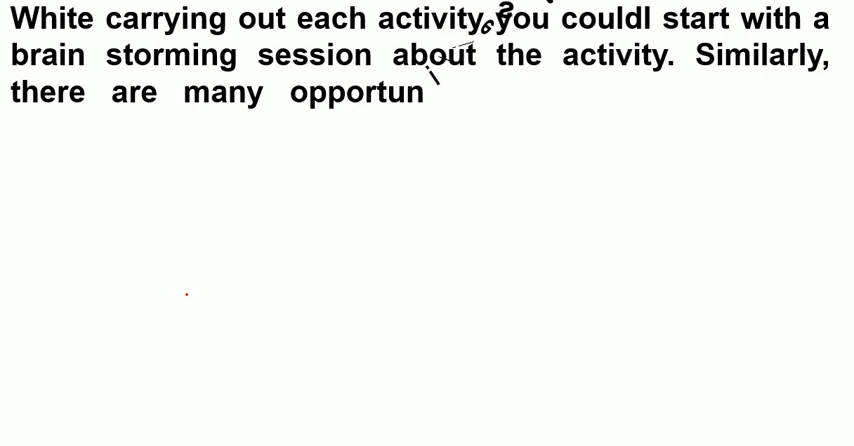 White carrying out each activity, you couldl start with a
brain storming session about the activity. Similarly,
there are many opportun